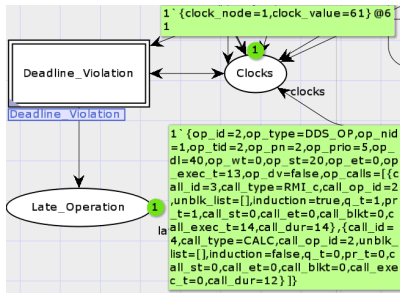 1`{clock_node=1,clock_value=61}@6
1
1
Deadline_Violation
Clocks
clocks
Deadline_Violation
1`{op_id=2,op_type=DDS_OP,op_nid
=1,op_tid=2,op_pn=2,op_prio=5,op_
dl=40,op_wt=0,op_st=20,op_et=0,op
_exec_t=13,op_dv=false,op_calls=[{c
all_id=3,call_type=RMI_c,call_op_id=2
,unblk_list=[],induction=true,q_t=1,pr
_t=1,call_st=0,call_et=0,call_blkt=0,c
all_exec_t=14,call_dur=14},{call_id=
4,call_type=CALC,call_op_id=2,unblk_
list=[],induction=false,q_t=0,pr_t=0,c
all_st=0,call_et=0,call_blkt=0,call_exe
c_t=0,call_dur=12}]}
Late_Operation
1
la